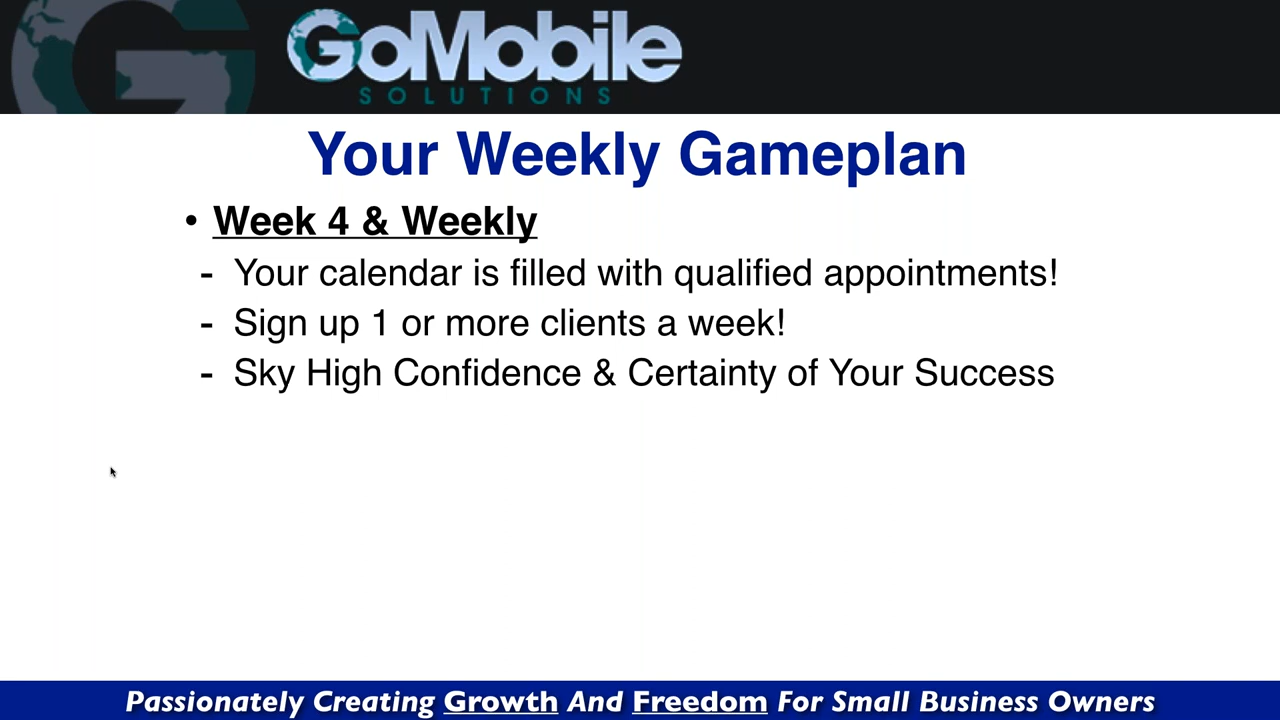 GoMobile
SOLUTIONS
Your Weekly Gameplan
• Week 4 & Weekly
- Your calendar is filled with qualified appointments!
- Sign up 1 or more clients a week!
- Sky High Confidence & Certainty of Your Success
Passionately Creating Growth And Freedom For Small Business Owners